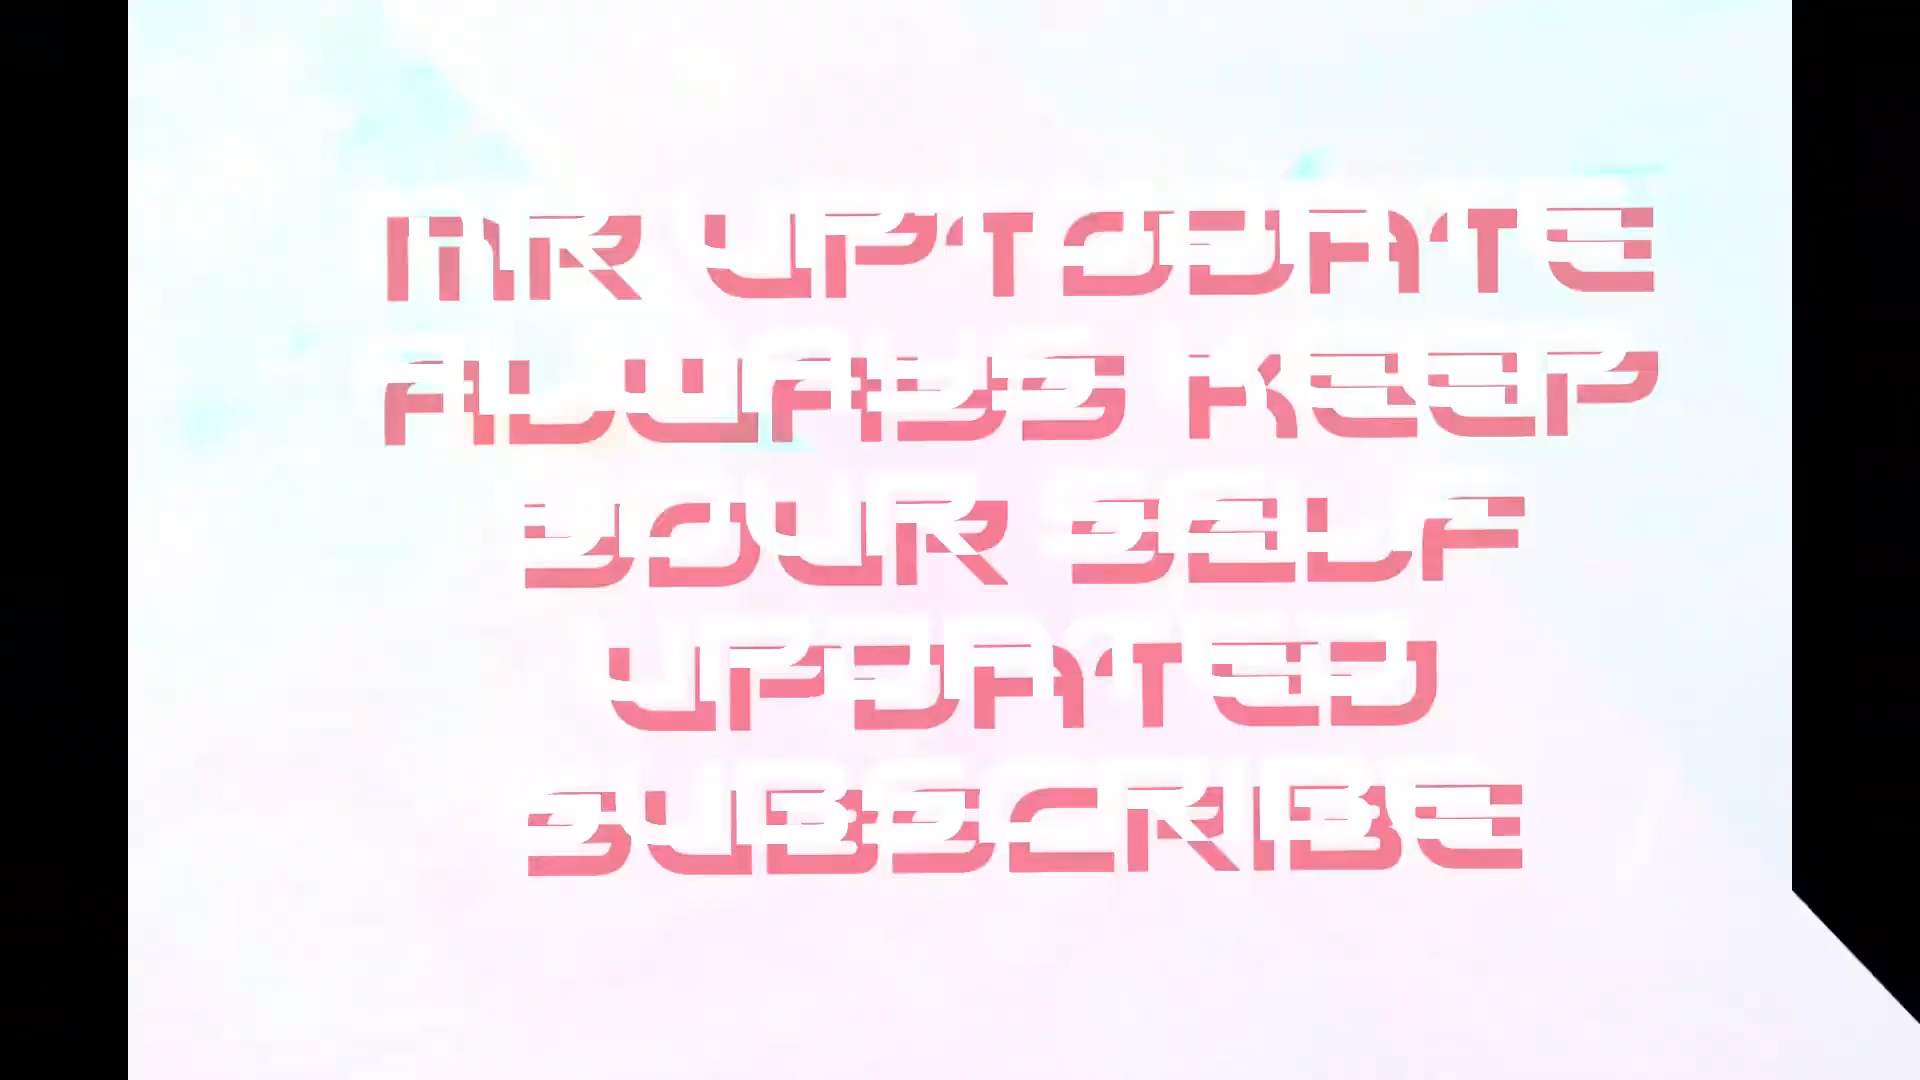 MR UPTODATE
ALWAYS KEEP
YOUR SELF
UPDATED
SUBSCRIBE